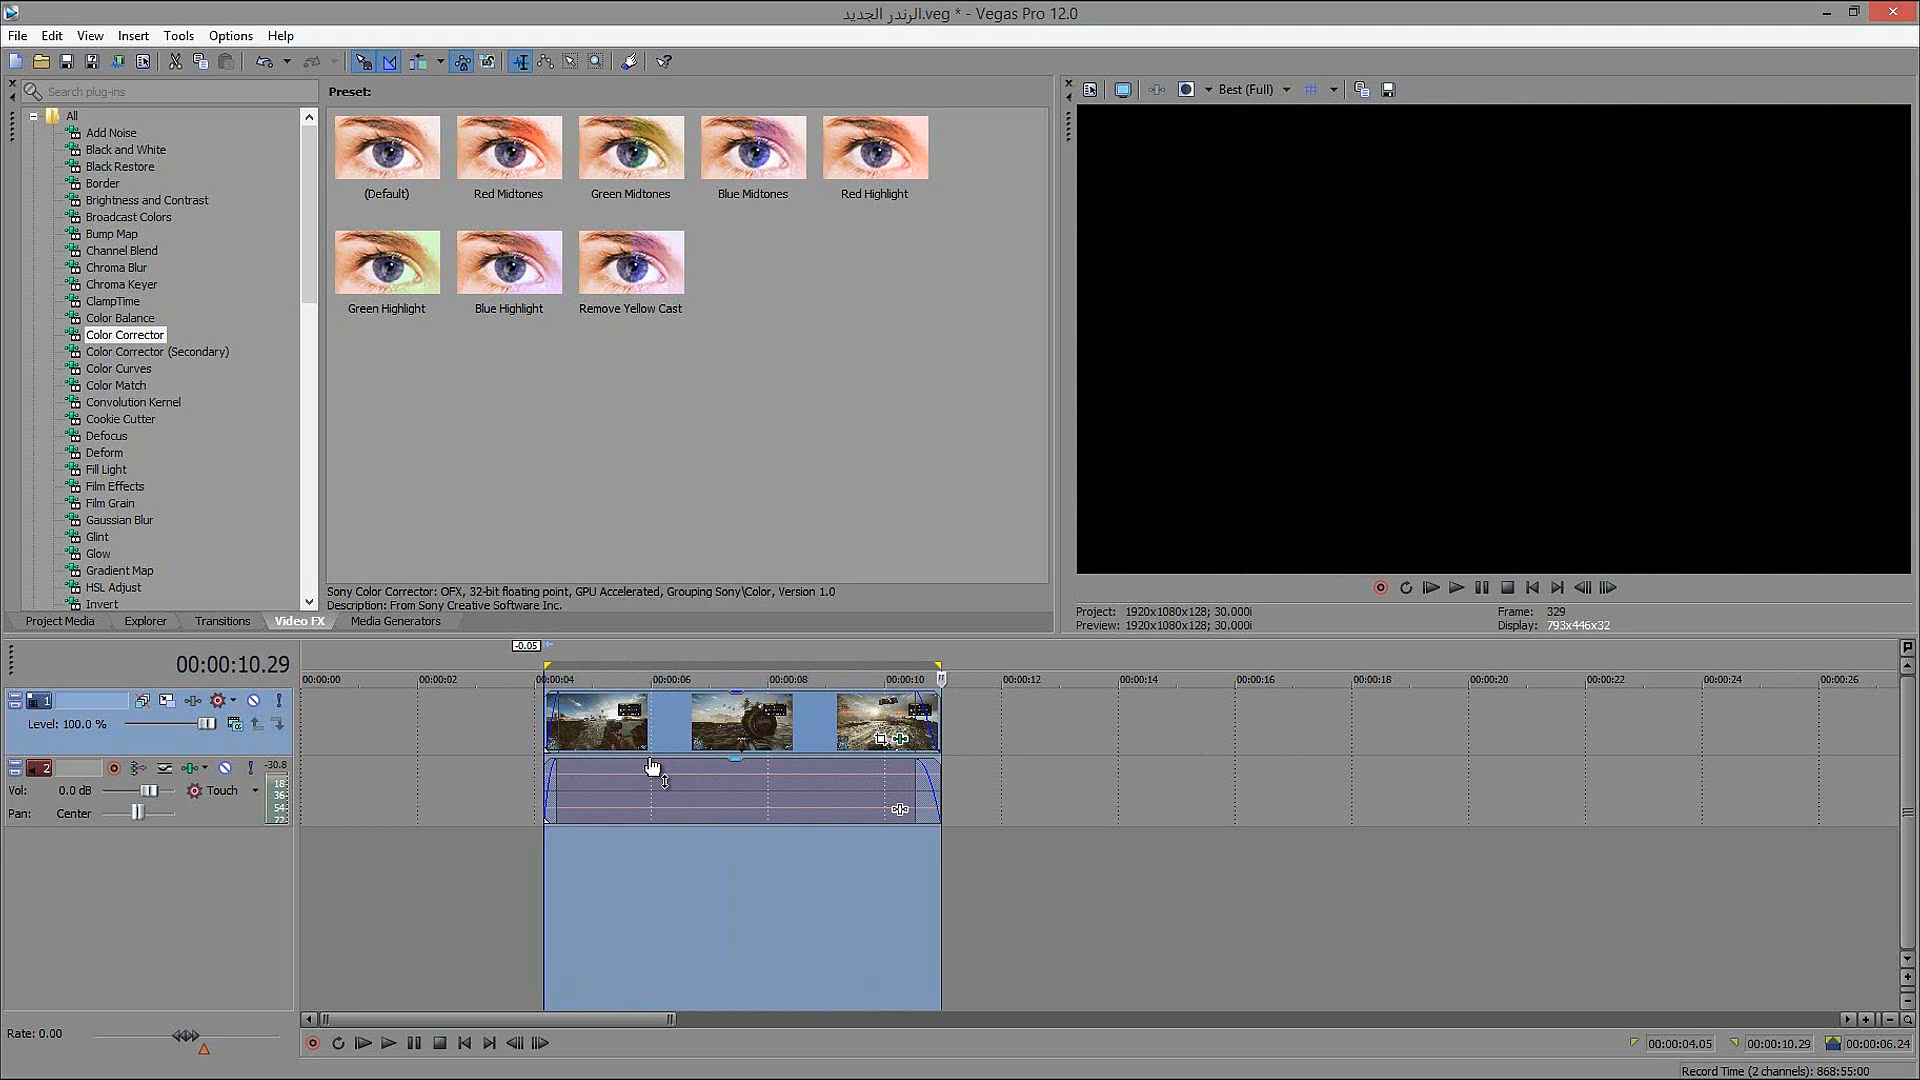 الرندر الجديد.veg * - Vegas Pro 12.0
File Edit View Insert Tools Options Help
Search plug-ins
Preset:
Best (Full)
All
Add Noise
Black and White
Black Restore
Border
Brightness and Contrast
Broadcast Colors
Bump Map
Channel Blend
Chroma Blur
Chroma Keyer
ClampTime
Color Balance
Color Corrector
Color Corrector (Secondary)
Color Curves
Color Match
Convolution Kernel
Cookie Cutter
Defocus
Deform
Fill Light
Film Effects
Film Grain
Gaussian Blur
Glint
Glow
Gradient Map
HSL Adjust
Invert
(Default) Red Midtones Green Midtones Blue Midtones Red Highlight
Green Highlight Blue Highlight Remove Yellow Cast
Sony Color Corrector: OFX, 32-bit floating point, GPU Accelerated, Grouping Sony\Color, Version 1.0
Description: From Sony Creative Software Inc.
Project Media Explorer Transitions Video FX Media Generators
Project: 1920x1080x128; 30.000i Frame: 329
Preview: 1920x1080x128; 30.000i Display: 793x446x32
-0.05
00:00:10.29
00:00:00 00:00:02 00:00:04 00:00:06 00:00:08 00:00:10 00:00:12 00:00:14 00:00:16 00:00:18 00:00:20 00:00:22 00:00:24 00:00:26
1
Level: 100.0 %
2 -30.8
Vol: 0.0 dB Touch
Pan: Center
18
36
54
72
Rate: 0.00
00:00:04.05 00:00:10.29 00:00:06.24
Record Time (2 channels): 868:55:00